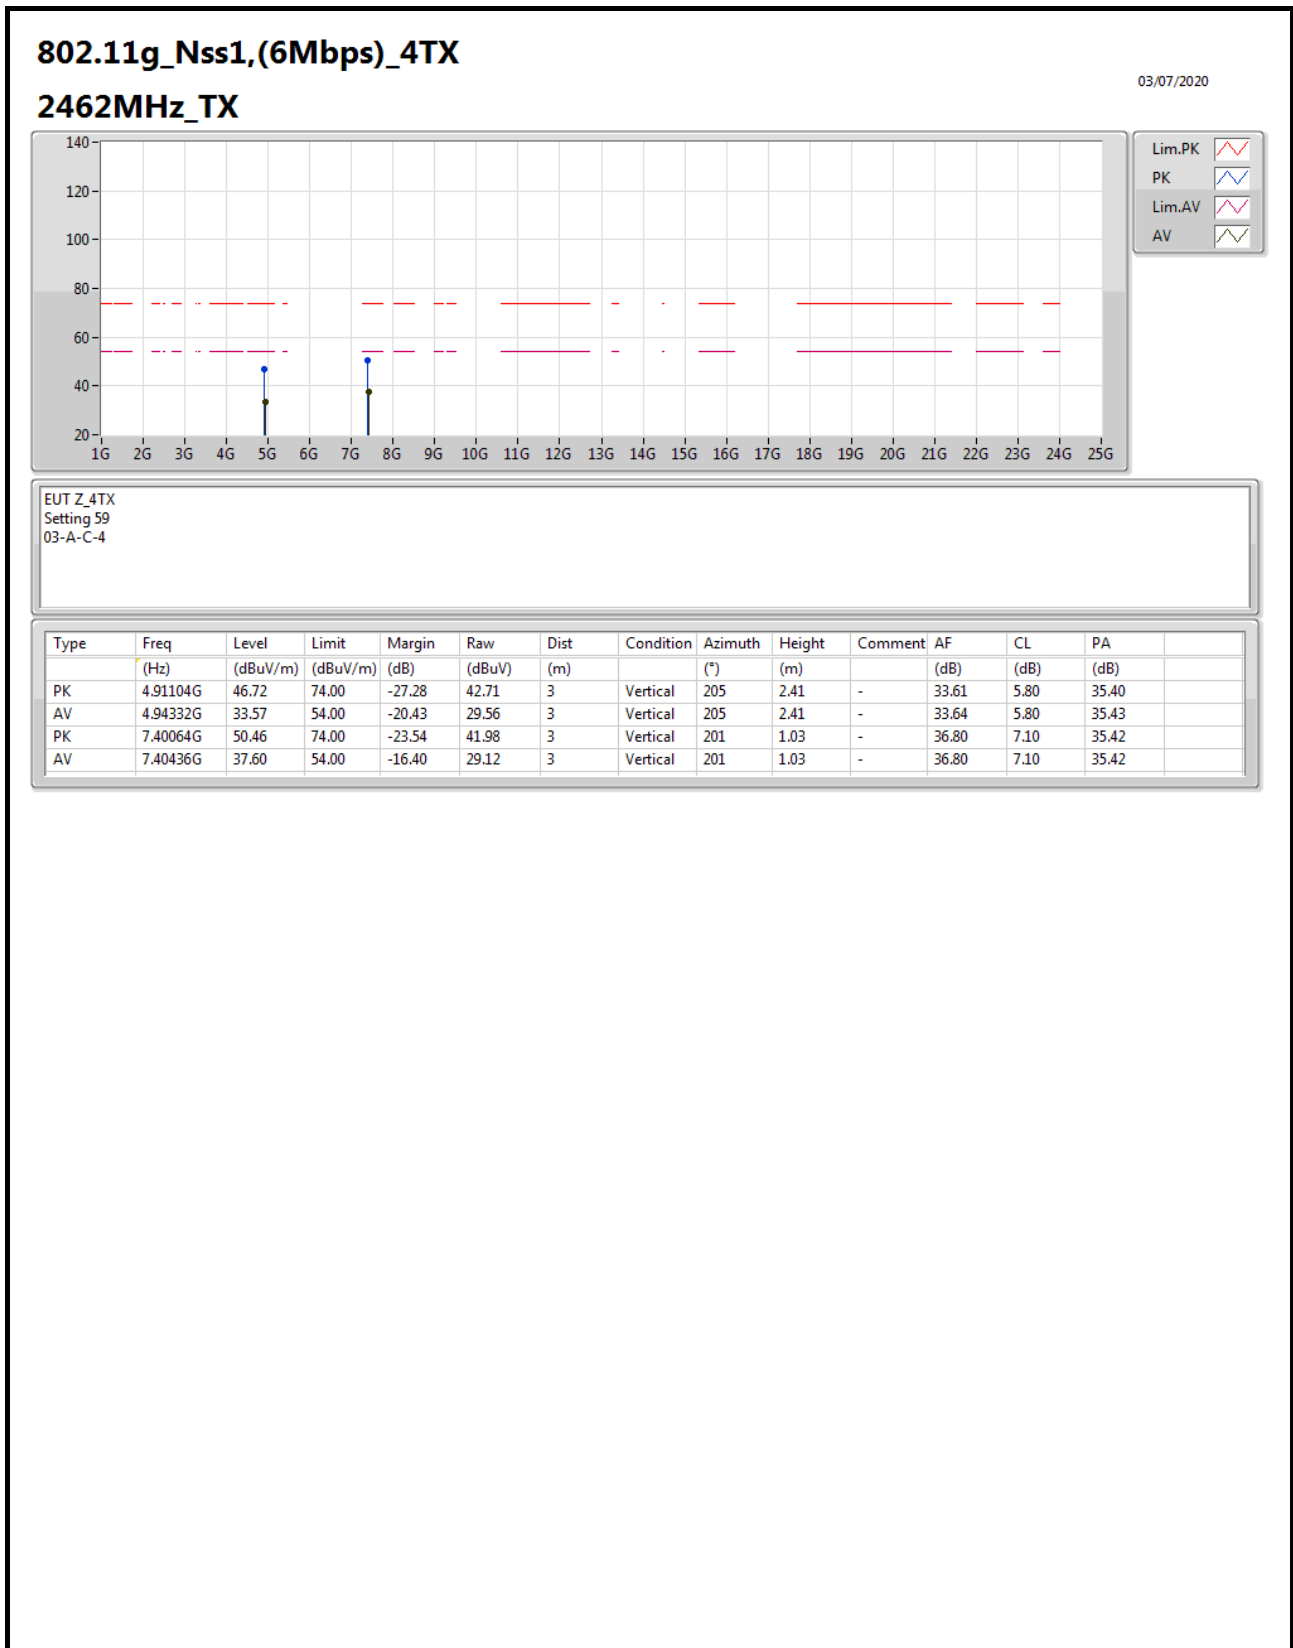 802.11g_Nss1,(6Mbps)_4TX
03/07/2020
2462MHz_TX
140
120
100
80
60
40
20
1G 2G 3G 4G 5G 6G 7G 8G 9G 10G 11G 12G 13G 14G 15G 16G 17G 18G 19G 20G 21G 22G 23G 24G 25G
Lim.PK
PK
Lim.AV
AV
EUT Z_4TX
Setting 59
03-A-C-4
Type Freq Level Limit Margin Raw Dist Condition Azimuth Height Comment AF CL PA
(Hz) (dBuV/m) (dBuV/m) (dB) (dBuV) (m) (°) (m) (dB) (dB) (dB)
PK 4.91104G 46.72 74.00 -27.28 42.71 3 Vertical 205 2.41 - 33.61 5.80 35.40
AV 4.94332G 33.57 54.00 -20.43 29.56 3 Vertical 205 2.41 - 33.64 5.80 35.43
PK 7.40064G 50.46 74.00 -23.54 41.98 3 Vertical 201 1.03 - 36.80 7.10 35.42
AV 7.40436G 37.60 54.00 -16.40 29.12 3 Vertical 201 1.03 - 36.80 7.10 35.42